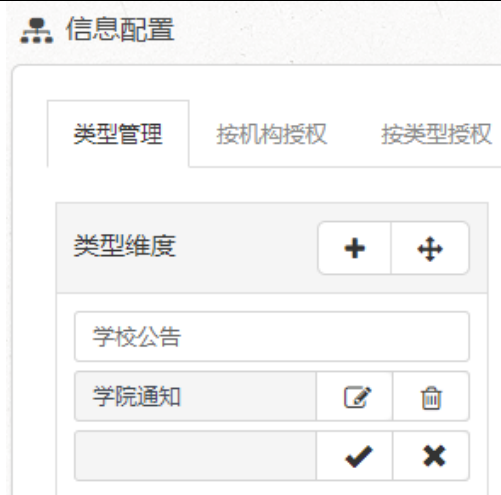 信息配置
类型管理 按机构授权 按类型授权
类型维度
学校公告
学院通知